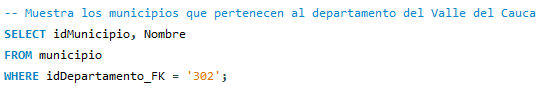 -- Muestra los municipios que pertenecen al departamento del Valle del Cauca
SELECT idMunicipio, Nombre
FROM municipio
WHERE idDepartamento_FK = '302';